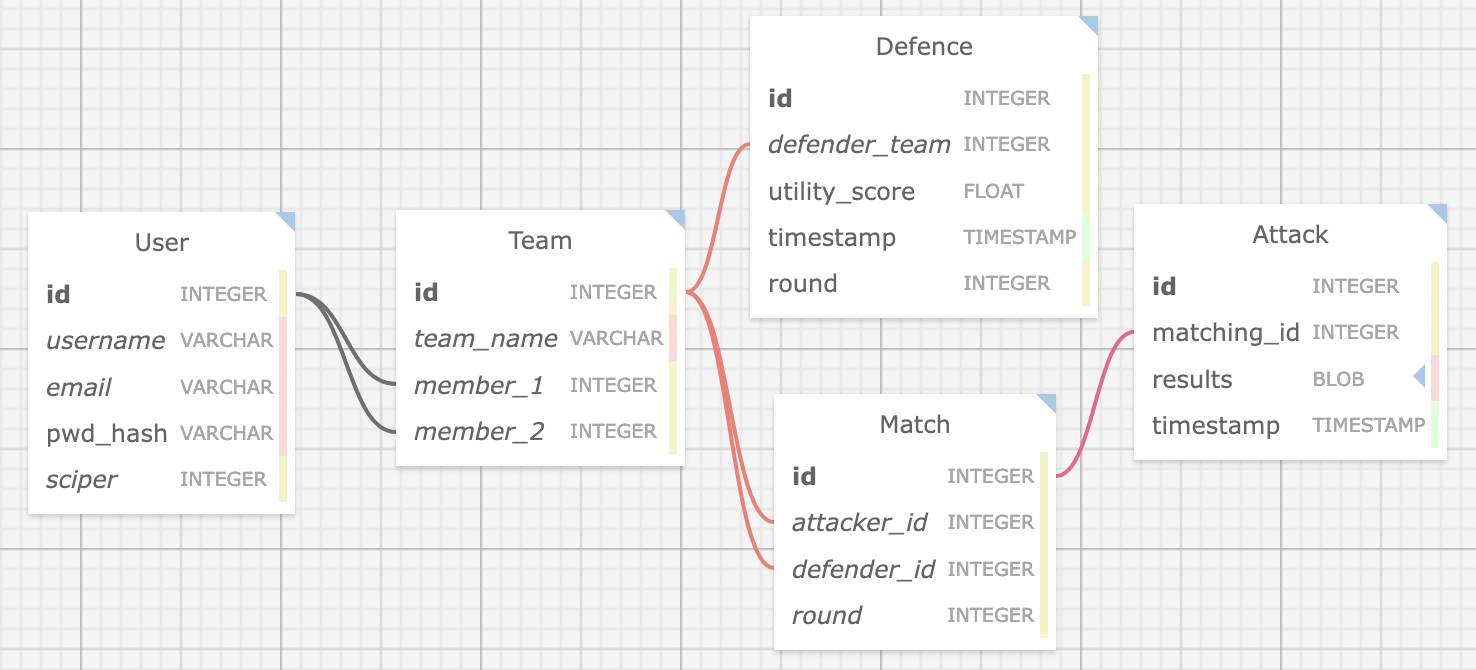 User
id INTEGER
username VARCHAR
email VARCHAR
pwd_hash VARCHAR
sciper INTEGER
Team
id INTEGER
team_name VARCHAR
member_1 INTEGER
member_2 INTEGER
Defence
id INTEGER
defender_team INTEGER
utility_score FLOAT
timestamp TIMESTAMP
round INTEGER
Match
id INTEGER
attacker_id INTEGER
defender_id INTEGER
round INTEGER
Attack
id INTEGER
matching_id INTEGER
results BLOB
timestamp TIMESTAMP